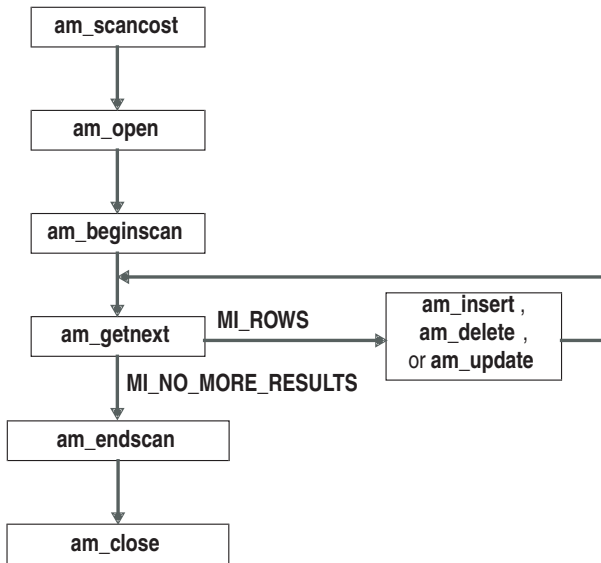 am_scancost
am_open
am_beginscan
am_getnext
MI_ROWS
am_insert ,
am_delete ,
or am_update
MI_NO_MORE_RESULTS
am_endscan
am_close